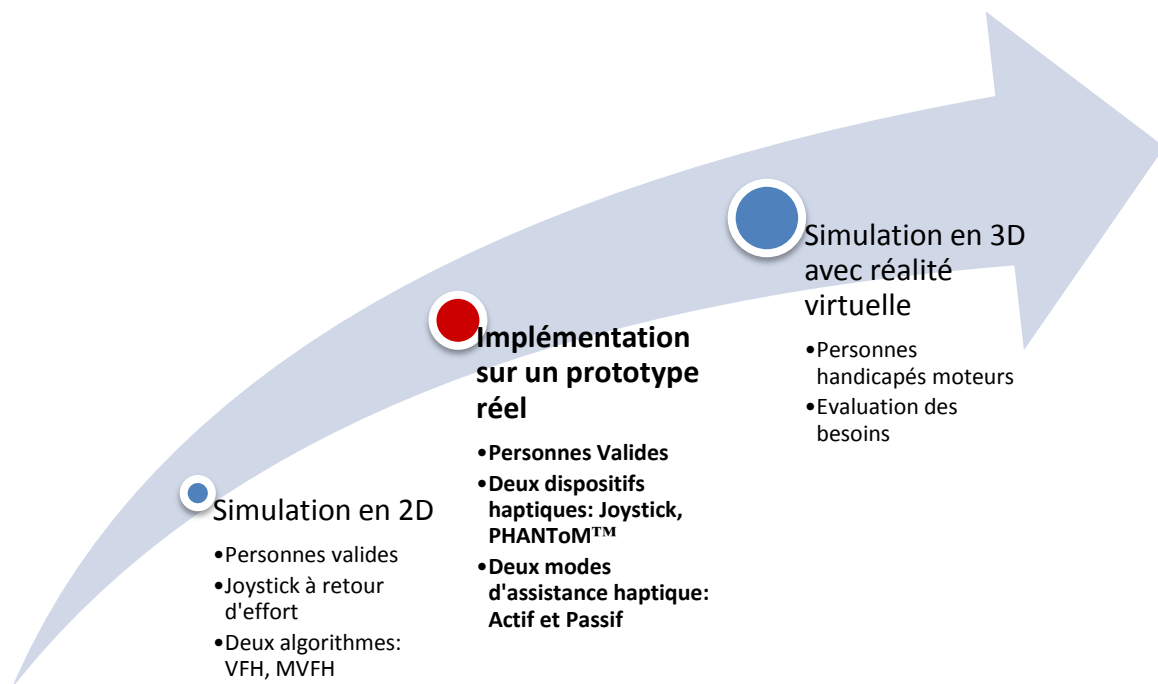 Simulation en 2D
•Personnes valides
•Joystick à retour
d'effort
•Deux algorithmes:
VFH, MVFH
Implémentation
sur un prototype
réel
•Personnes Valides
•Deux dispositifs
haptiques: Joystick,
PHANToM™
•Deux modes
d'assistance haptique:
Actif et Passif
Simulation en 3D
avec réalité
virtuelle
•Personnes
handicapés moteurs
•Evaluation des
besoins